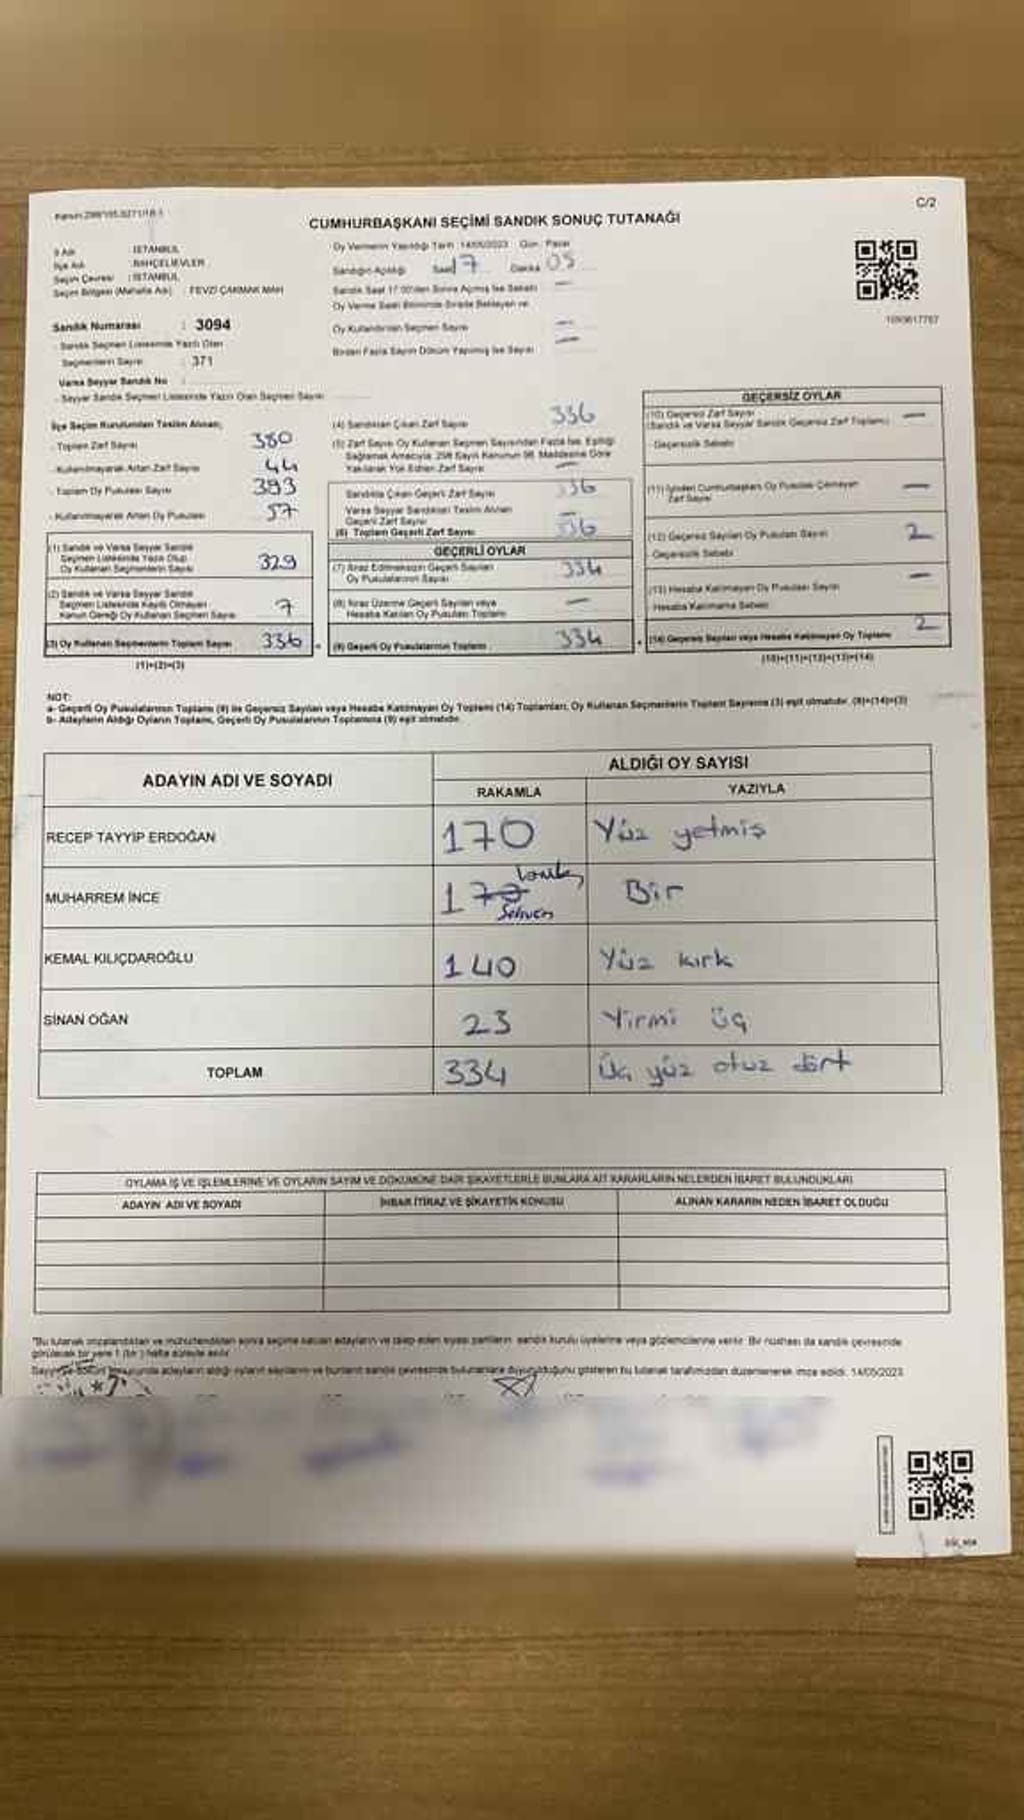 C/2
CUMHURBAŞKANI SEÇİMİ SANDIK SONUÇ TUTANAĞI
İl Adı : İSTANBUL
İlçe Adı : BAHÇELİEVLER
Seçim Çevresi : İSTANBUL
Seçim Bölgesi (Mahalle Adı) : FEVZİ ÇAKMAK MAH
Sandık Numarası : 3094
- Sandık Seçmen Listesinde Yazılı Olan
Seçmenlerin Sayısı : 371
Varsa Seyyar Sandık No :
- Seyyar Sandık Seçmen Listesinde Yazılı Olan Seçmen Sayısı
Oy Vermenin Yapıldığı Tarih : 14/05/2023 Gün : Pazar
Sandığın Açıldığı Saat 17 Dakika 05
Sandık Saat 17:00'den Sonra Açılmış İse Sebebi —
Oy Verme Saati Bitiminde Sırada Bekleyen ve
Oy Kullandırılan Seçmen Sayısı —
Birden Fazla Sayım Döküm Yapılmış İse Sayısı —
İlçe Seçim Kurulundan Teslim Alınan;
- Toplam Zarf Sayısı 380
- Kullanılmayarak Artan Zarf Sayısı 44
- Toplam Oy Pusulası Sayısı 393
- Kullanılmayarak Artan Oy Pusulası 57
(1) Sandık ve Varsa Seyyar Sandık
Seçmen Listesinde Yazılı Olup
Oy Kullanan Seçmenlerin Sayısı 329
(2) Sandık ve Varsa Seyyar Sandık
Seçmen Listesinde Kayıtlı Olmayan
Kanun Gereği Oy Kullanan Seçmen Sayısı 7
(3) Oy Kullanan Seçmenlerin Toplam Sayısı 336
(1)+(2)=(3)
(4) Sandıktan Çıkan Zarf Sayısı 336
(5) Zarf Sayısı Oy Kullanan Seçmen Sayısından Fazla İse, Eşitliği
Sağlamak Amacıyla, 298 Sayılı Kanunun 98. Maddesine Göre
Yakılarak Yok Edilen Zarf Sayısı —
Sandıkta Çıkan Geçerli Zarf Sayısı 336
Varsa Seyyar Sandıktan Teslim Alınan
Geçerli Zarf Sayısı —
(6) Toplam Geçerli Zarf Sayısı 336
GEÇERLİ OYLAR
(7) İtiraz Edilmeksizin Geçerli Sayılan
Oy Pusulalarının Sayısı 334
(8) İtiraz Üzerine Geçerli Sayılan veya
Hesaba Katılan Oy Pusulası Toplamı —
(9) Geçerli Oy Pusulalarının Toplamı 334
GEÇERSİZ OYLAR
(10) Geçersiz Zarf Sayısı —
(Sandık ve Varsa Seyyar Sandık Geçersiz Zarf Toplamı)
- Geçersizlik Sebebi
(11) İçinden Cumhurbaşkanı Oy Pusulası Çıkmayan
Zarf Sayısı —
(12) Geçersiz Sayılan Oy Pusulası Sayısı 2
- Geçersizlik Sebebi
(13) Hesaba Katılmayan Oy Pusulası Sayısı —
Hesaba Katılmama Sebebi
(14) Geçersiz Sayılan veya Hesaba Katılmayan Oy Toplamı 2
(10)+(11)+(12)+(13)=(14)
NOT:
a- Geçerli Oy Pusulalarının Toplamı (9) ile Geçersiz Sayılan veya Hesaba Katılmayan Oy Toplamı (14) Toplamları, Oy Kullanan Seçmenlerin Toplam Sayısına (3) eşit olmalıdır. (9)+(14)=(3)
b- Adayların Aldığı Oyların Toplamı, Geçerli Oy Pusulalarının Toplamına (9) eşit olmalıdır.
ADAYIN ADI VE SOYADI
ALDIĞI OY SAYISI
RAKAMLA YAZIYLA
RECEP TAYYİP ERDOĞAN 170 Yüz yetmiş
MUHARREM İNCE 1 Bir
KEMAL KILIÇDAROĞLU 140 Yüz kırk
SİNAN OĞAN 23 Yirmi üç
TOPLAM 334 Üç yüz otuz dört
OYLAMA İŞ VE İŞLEMLERİNE VE OYLARIN SAYIM VE DÖKÜMÜNE DAİR ŞİKAYETLERLE BUNLARA AİT KARARLARIN NELERDEN İBARET BULUNDUKLARI
ADAYIN ADI VE SOYADI İHBAR İTİRAZ VE ŞİKAYETİN KONUSU ALINAN KARARIN NEDEN İBARET OLDUĞU
"Bu tutanak imzalandıktan ve mühürlendikten sonra seçime katılan adayların ve talep eden siyasi partilerin sandık kurulu üyelerine veya gözlemcilerine verilir. Bir nüshası da sandık çevresinde
görülecek bir yere 1 (bir) hafta süreyle asılır.
adayların aldığı oyların sayılarını ve bunların sandık çevresinde bulunanlara duyurulduğunu gösteren bu tutanak tarafımızdan düzenlenerek imza edildi. 14/05/2023